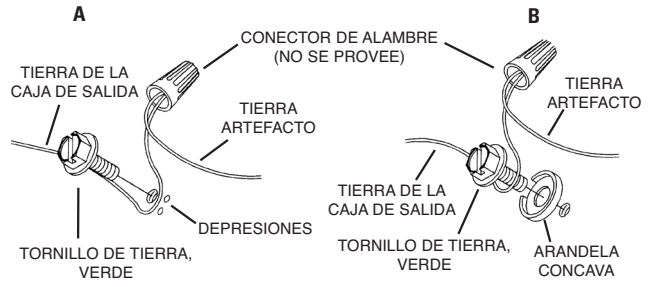 A
B
CONECTOR DE ALAMBRE
(NO SE PROVEE)
TIERRA DE LA
CAJA DE SALIDA
TIERRA
ARTEFACTO
DEPRESIONES
TORNILLO DE TIERRA,
VERDE
TIERRA
ARTEFACTO
TIERRA DE LA
CAJA DE SALIDA
TORNILLO DE TIERRA,
VERDE
ARANDELA
CONCAVA